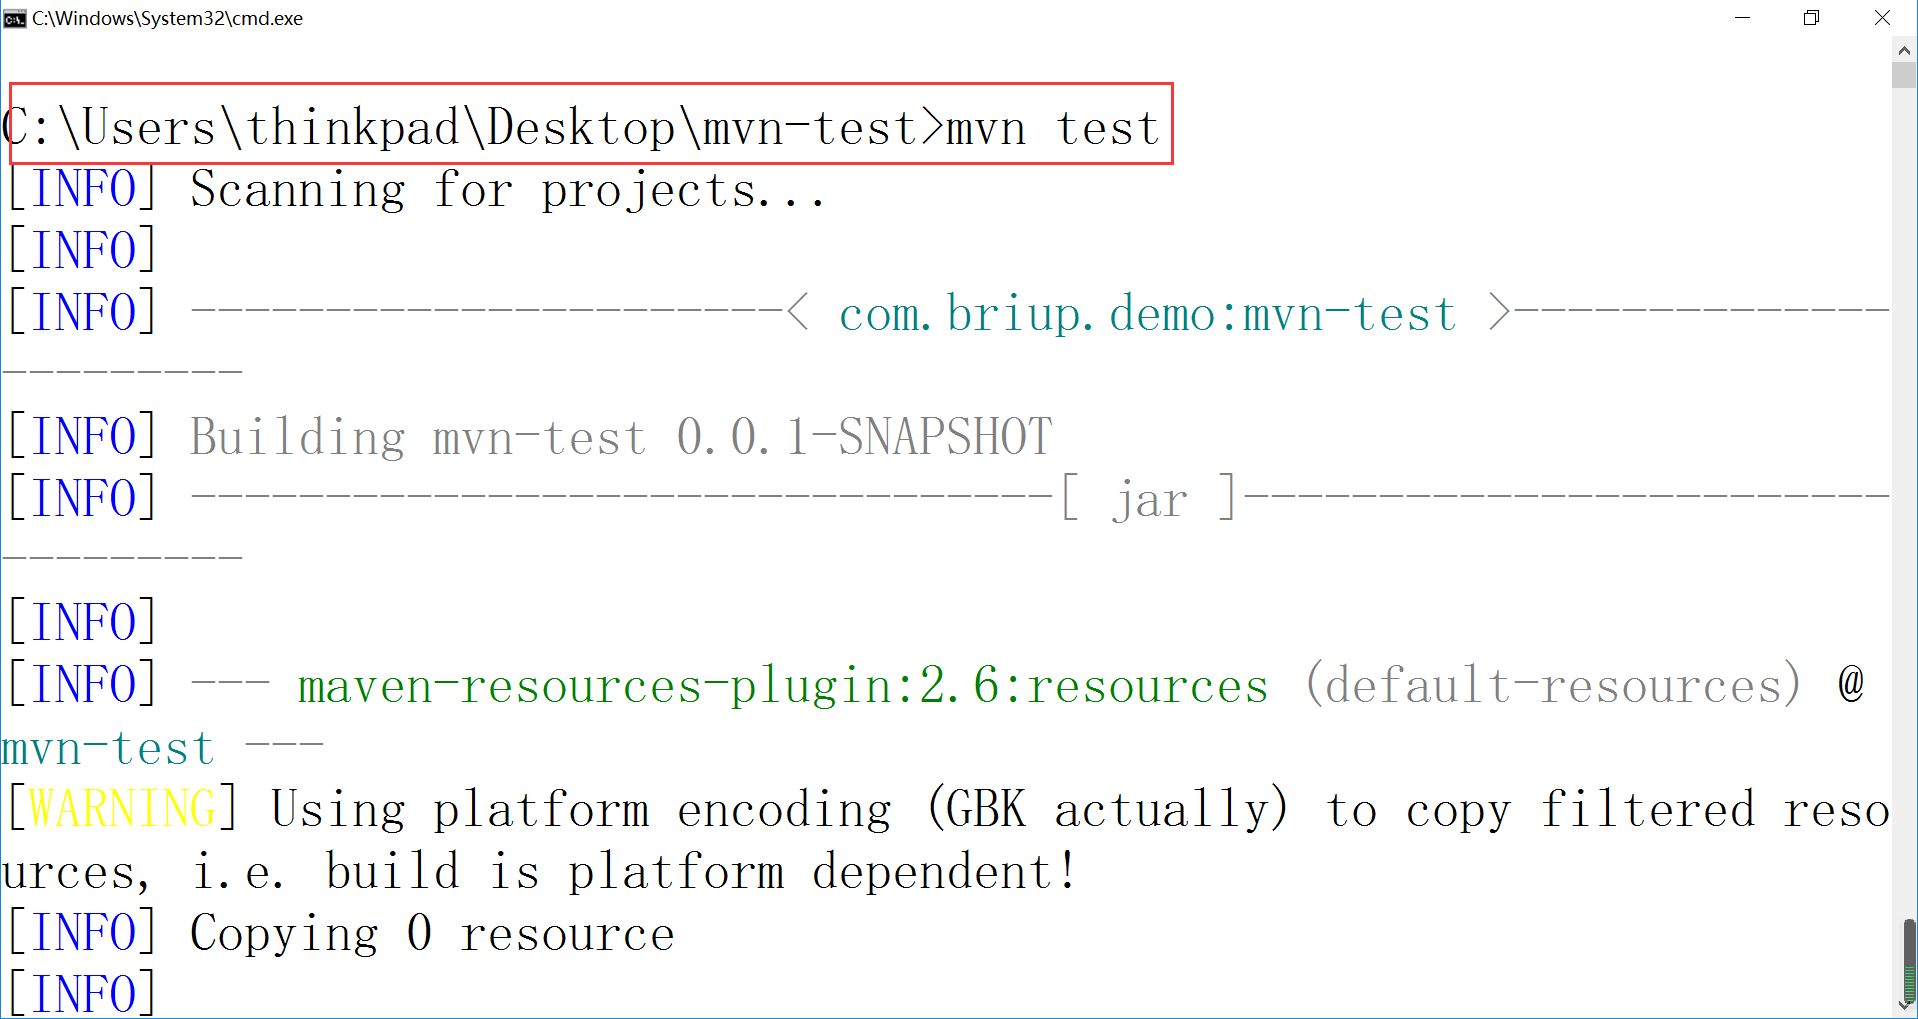 C:\Windows\System32\cmd.exe
C:\Users\thinkpad\Desktop\mvn-test>mvn test
[INFO] Scanning for projects...
[INFO]
[INFO] ----------------------< com.briup.demo:mvn-test >--------------
---------
[INFO] Building mvn-test 0.0.1-SNAPSHOT
[INFO] --------------------------------[ jar ]------------------------
---------
[INFO]
[INFO] --- maven-resources-plugin:2.6:resources (default-resources) @
mvn-test ---
[WARNING] Using platform encoding (GBK actually) to copy filtered reso
urces, i.e. build is platform dependent!
[INFO] Copying 0 resource
[INFO]